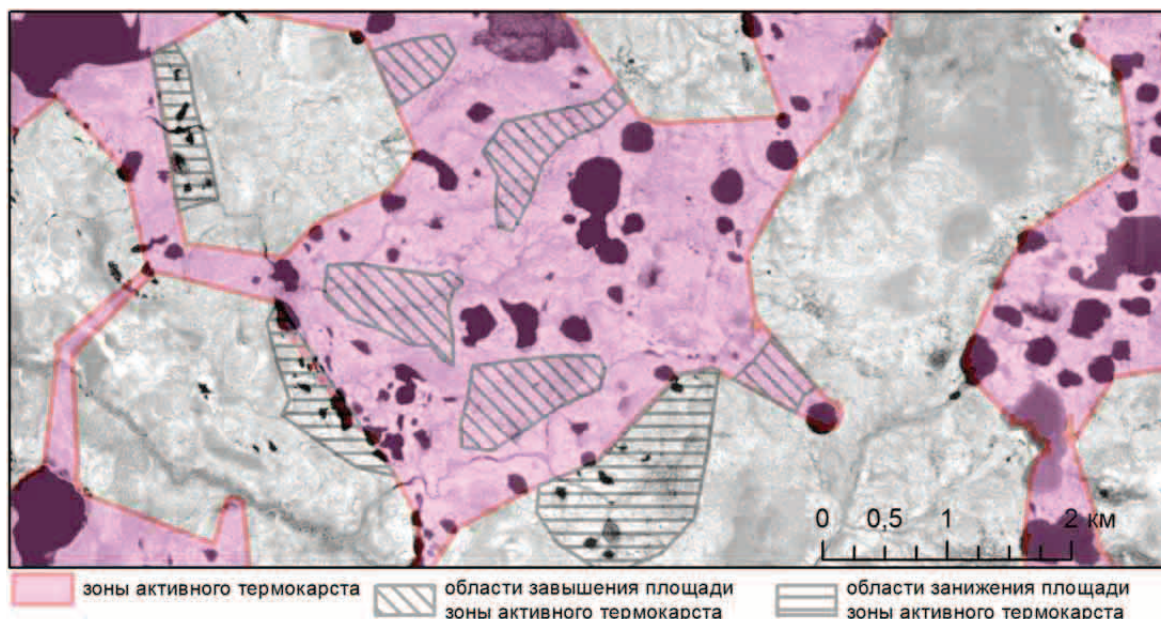 0 0,5 1 2 км
зоны активного термокарста
области завышения площади
зоны активного термокарста
области занижения площади
зоны активного термокарста